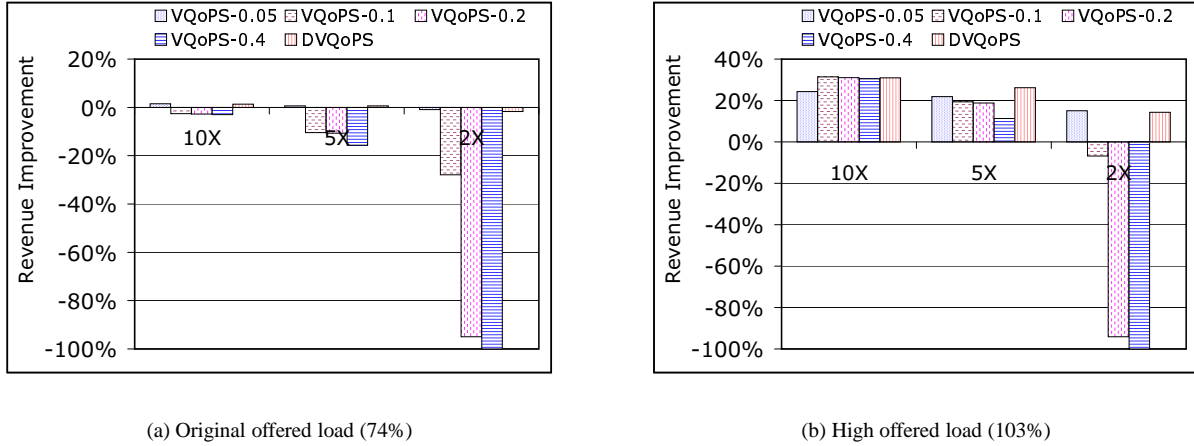 VQoPS-0.05 VQoPS-0.1 VQoPS-0.2
VQoPS-0.4 DVQoPS
Revenue Improvement
20%
0%
-20%
-40%
-60%
-80%
-100%
10X 5X 2X
(a) Original offered load (74%)
VQoPS-0.05 VQoPS-0.1 VQoPS-0.2
VQoPS-0.4 DVQoPS
Revenue Improvement
40%
20%
0%
-20%
-40%
-60%
-80%
-100%
10X 5X 2X
(b) High offered load (103%)